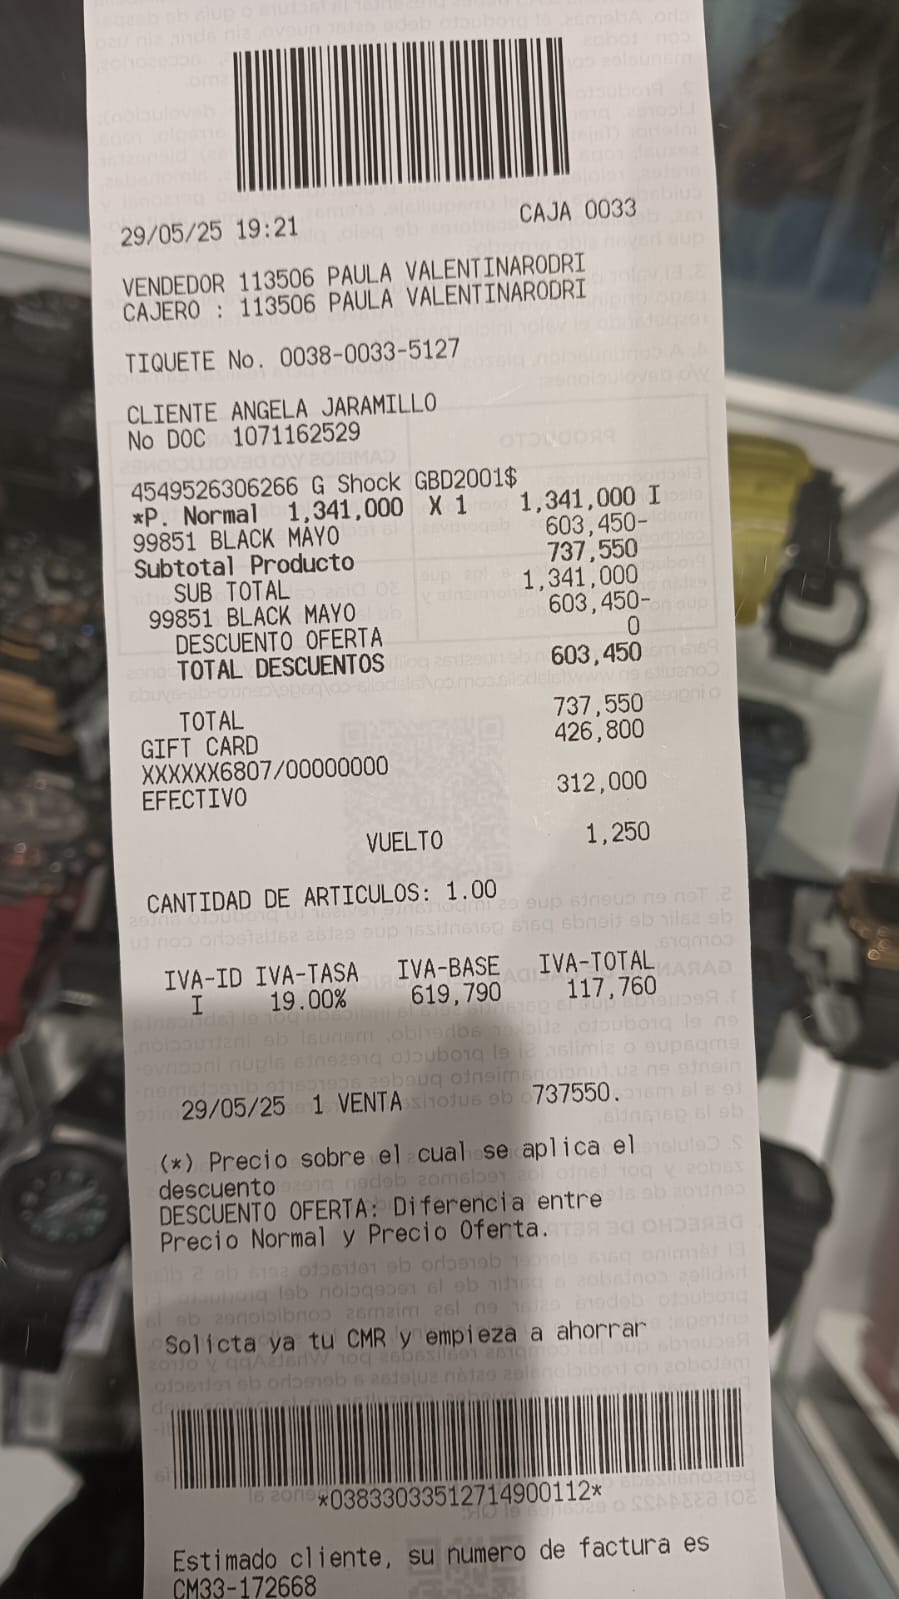 29/05/25 19:21 CAJA 0033
VENDEDOR 113506 PAULA VALENTINARODRI
CAJERO : 113506 PAULA VALENTINARODRI
TIQUETE No. 0038-0033-5127
CLIENTE ANGELA JARAMILLO
No DOC 1071162529
4549526306266 G Shock GBD2001$
*P. Normal 1,341,000 X 1 1,341,000 I
99851 BLACK MAYO 603,450-
Subtotal Producto 737,550
SUB TOTAL 1,341,000
99851 BLACK MAYO 603,450-
DESCUENTO OFERTA 0
TOTAL DESCUENTOS 603,450
TOTAL 737,550
GIFT CARD 426,800
XXXXXX6807/00000000
EFECTIVO 312,000
VUELTO 1,250
CANTIDAD DE ARTICULOS: 1.00
IVA-ID IVA-TASA IVA-BASE IVA-TOTAL
I 19.00% 619,790 117,760
29/05/25 1 VENTA 737550.
(*) Precio sobre el cual se aplica el
descuento
DESCUENTO OFERTA: Diferencia entre
Precio Normal y Precio Oferta.
Solicta ya tu CMR y empieza a ahorrar
*03833033512714900112*
Estimado cliente, su numero de factura es
CM33-172668